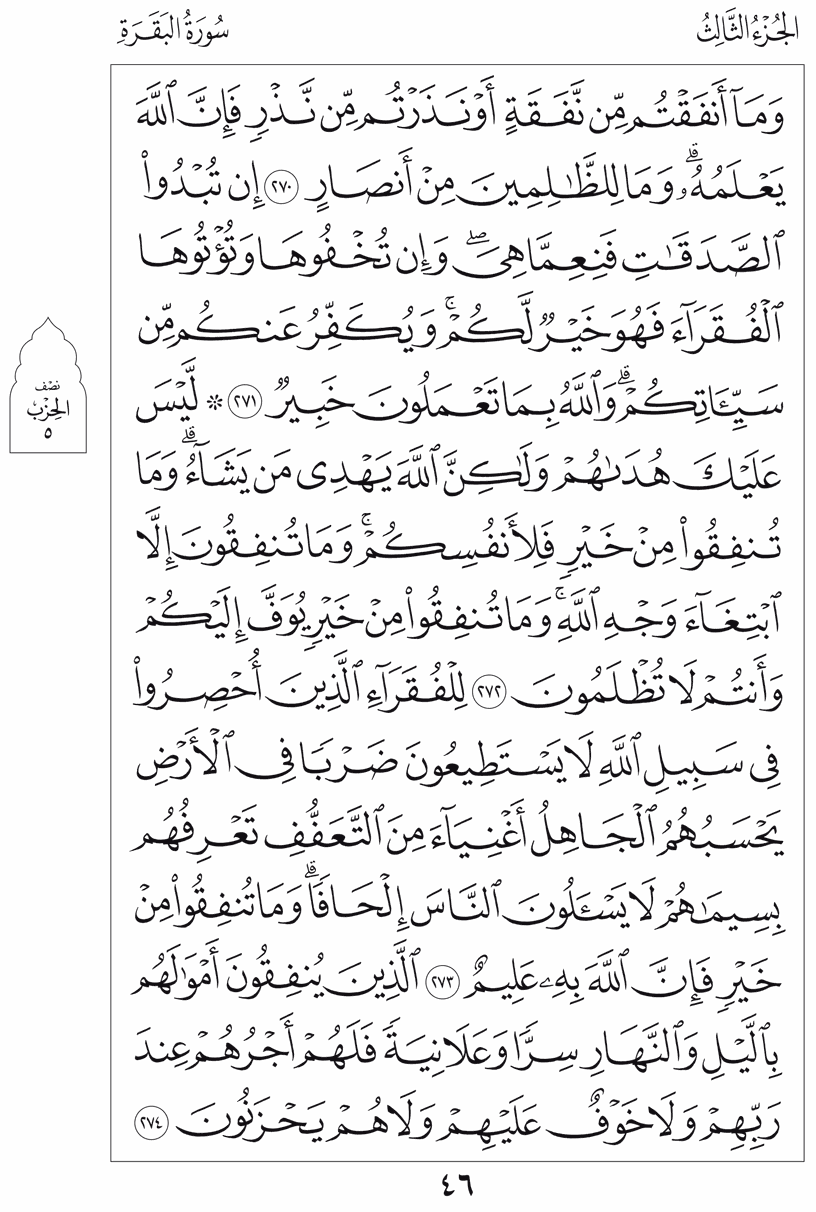 الجُزْءُ الثَّالِثُ
سُورَةُ البَقَرَةِ
وَمَآ أَنفَقْتُم مِّن نَّفَقَةٍ أَوْ نَذَرْتُم مِّن نَّذْرٍ فَإِنَّ ٱللَّهَ
يَعْلَمُهُۥۗ وَمَا لِلظَّٰلِمِينَ مِنْ أَنصَارٍ ٢٧٠ إِن تُبْدُوا۟
ٱلصَّدَقَٰتِ فَنِعِمَّا هِىَۖ وَإِن تُخْفُوهَا وَتُؤْتُوهَا
ٱلْفُقَرَآءَ فَهُوَ خَيْرٌ لَّكُمْۚ وَيُكَفِّرُ عَنكُم مِّن
سَيِّـَٔاتِكُمْۗ وَٱللَّهُ بِمَا تَعْمَلُونَ خَبِيرٌ ٢٧١ * لَّيْسَ
عَلَيْكَ هُدَىٰهُمْ وَلَٰكِنَّ ٱللَّهَ يَهْدِى مَن يَشَآءُۗ وَمَا
تُنفِقُوا۟ مِنْ خَيْرٍ فَلِأَنفُسِكُمْۚ وَمَا تُنفِقُونَ إِلَّا
ٱبْتِغَآءَ وَجْهِ ٱللَّهِۚ وَمَا تُنفِقُوا۟ مِنْ خَيْرٍ يُوَفَّ إِلَيْكُمْ
وَأَنتُمْ لَا تُظْلَمُونَ ٢٧٢ لِلْفُقَرَآءِ ٱلَّذِينَ أُحْصِرُوا۟
فِى سَبِيلِ ٱللَّهِ لَا يَسْتَطِيعُونَ ضَرْبًا فِى ٱلْأَرْضِ
يَحْسَبُهُمُ ٱلْجَاهِلُ أَغْنِيَآءَ مِنَ ٱلتَّعَفُّفِ تَعْرِفُهُم
بِسِيمَٰهُمْ لَا يَسْـَٔلُونَ ٱلنَّاسَ إِلْحَافًاۗ وَمَا تُنفِقُوا۟ مِنْ
خَيْرٍ فَإِنَّ ٱللَّهَ بِهِۦ عَلِيمٌ ٢٧٣ ٱلَّذِينَ يُنفِقُونَ أَمْوَٰلَهُم
بِٱلَّيْلِ وَٱلنَّهَارِ سِرًّا وَعَلَانِيَةً فَلَهُمْ أَجْرُهُمْ عِندَ
رَبِّهِمْ وَلَا خَوْفٌ عَلَيْهِمْ وَلَا هُمْ يَحْزَنُونَ ٢٧٤
نِصْف
الحِزْبِ
٥
٤٦